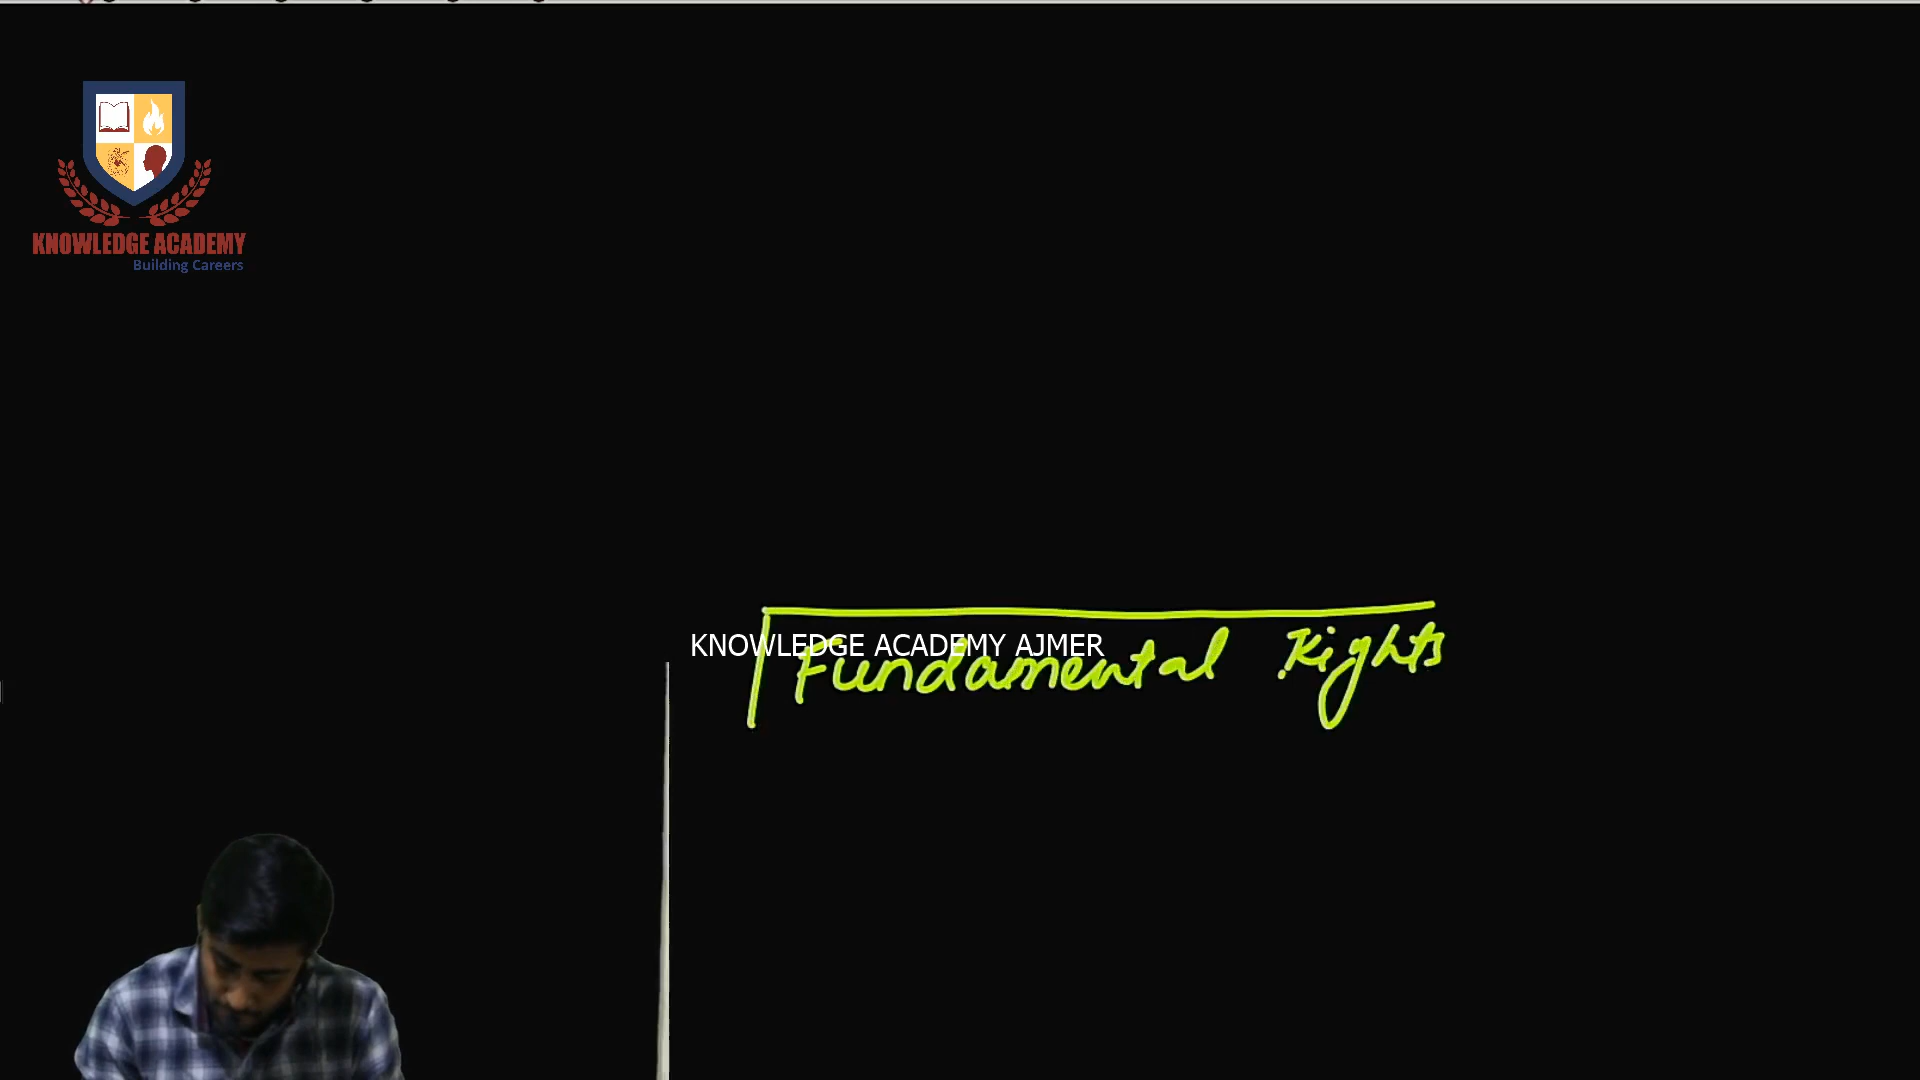 KNOWLEDGE ACADEMY
Building Careers
KNOWLEDGE ACADEMY AJMER
Fundamental Rights